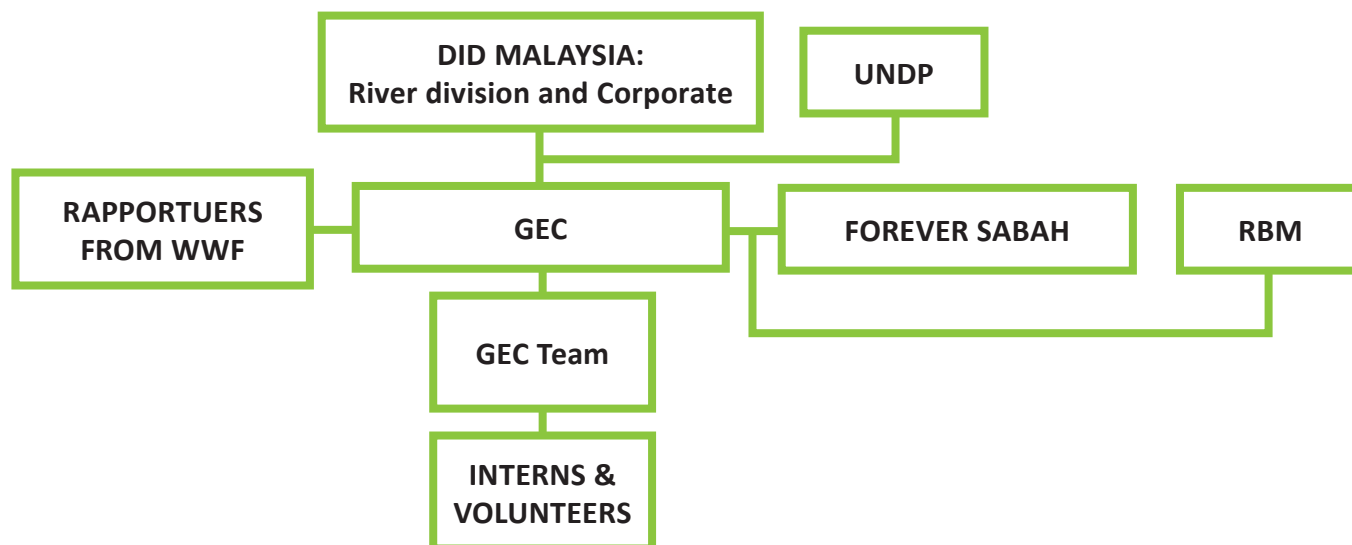 DID MALAYSIA:
River division and Corporate
UNDP
RAPPORTUERS
FROM WWF
GEC
FOREVER SABAH
RBM
GEC Team
INTERNS &
VOLUNTEERS